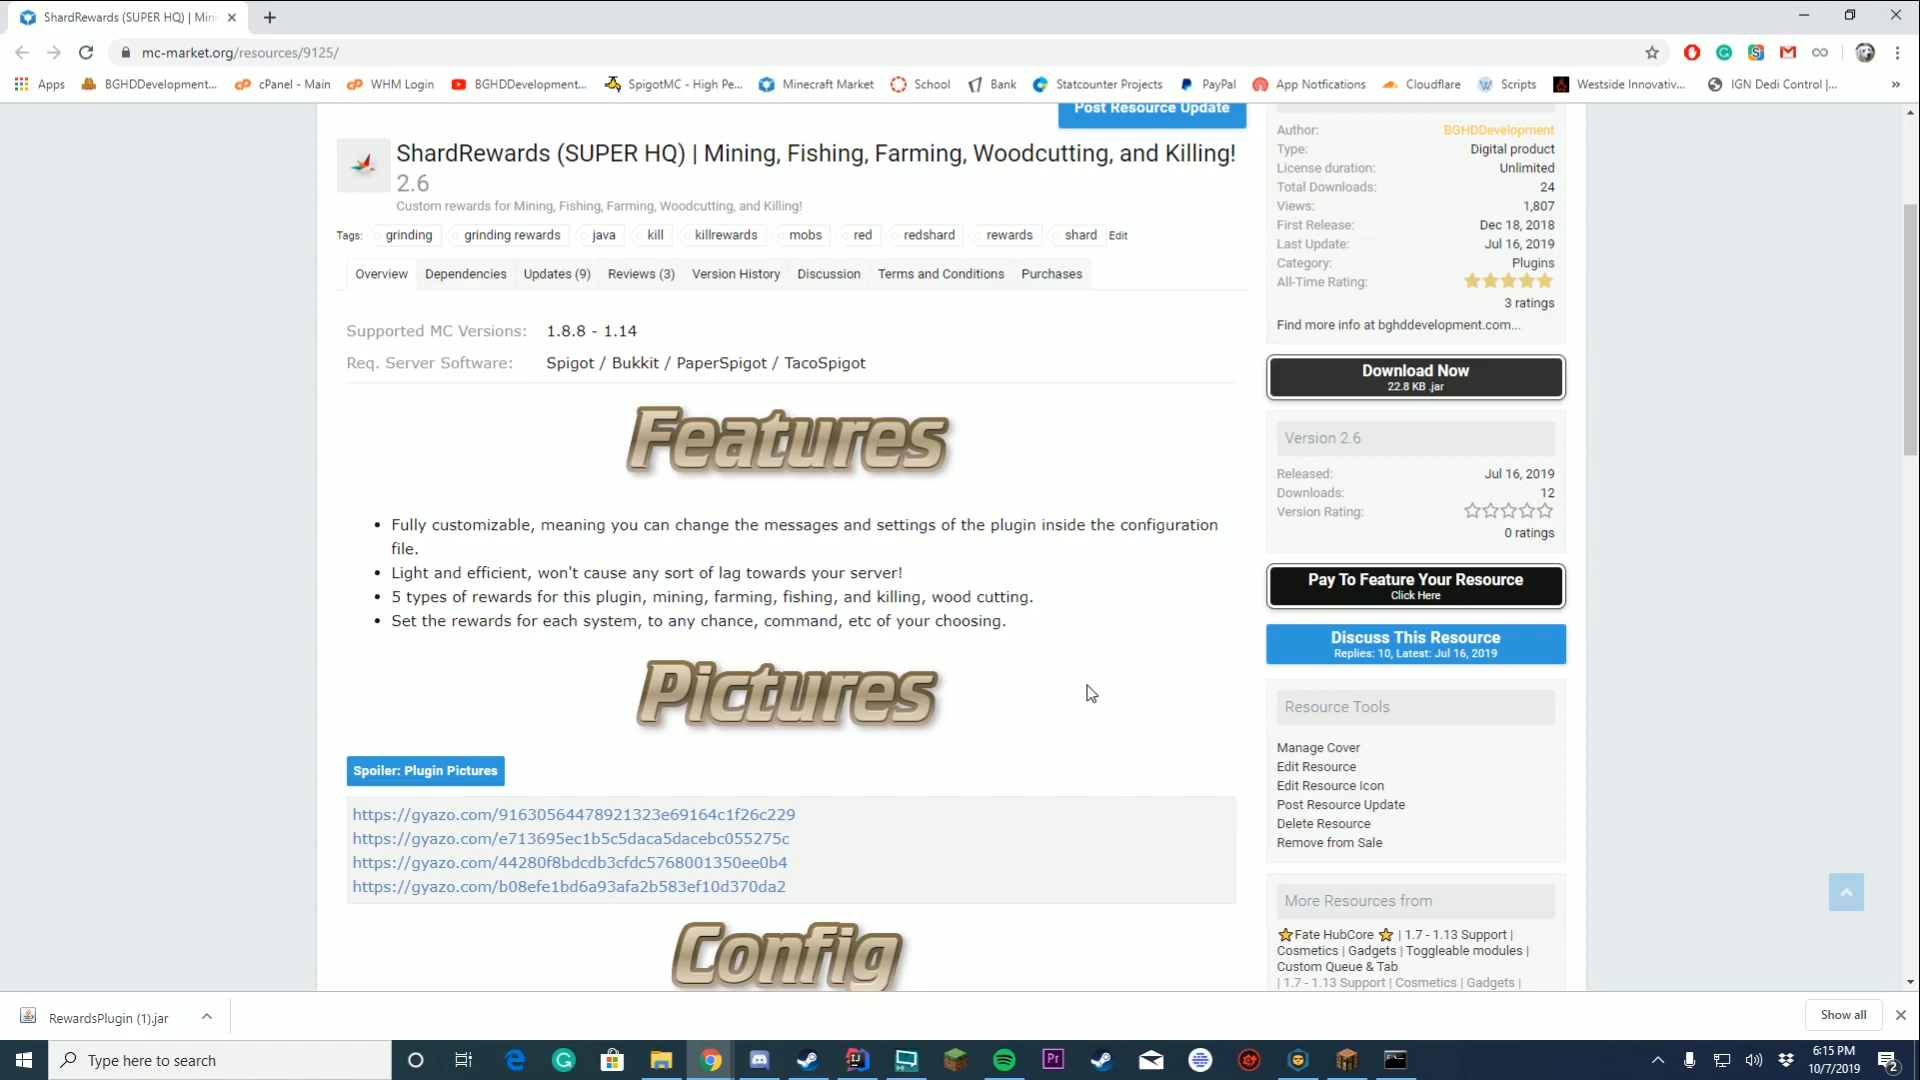 ShardRewards (SUPER HQ) | Min
mc-market.org/resources/9125/
Apps BGHDDevelopment... cPanel - Main WHM Login BGHDDevelopment... SpigotMC - High Pe... Minecraft Market School Bank Statcounter Projects PayPal App Notfications Cloudflare Scripts Westside Innovativ... IGN Dedi Control |... »
Post Resource Update
ShardRewards (SUPER HQ) | Mining, Fishing, Farming, Woodcutting, and Killing!
2.6
Custom rewards for Mining, Fishing, Farming, Woodcutting, and Killing!
Tags: grinding grinding rewards java kill killrewards mobs red redshard rewards shard Edit
Overview Dependencies Updates (9) Reviews (3) Version History Discussion Terms and Conditions Purchases
Supported MC Versions: 1.8.8 - 1.14
Req. Server Software: Spigot / Bukkit / PaperSpigot / TacoSpigot
Features
• Fully customizable, meaning you can change the messages and settings of the plugin inside the configuration
file.
• Light and efficient, won't cause any sort of lag towards your server!
• 5 types of rewards for this plugin, mining, farming, fishing, and killing, wood cutting.
• Set the rewards for each system, to any chance, command, etc of your choosing.
Pictures
Spoiler: Plugin Pictures
https://gyazo.com/91630564478921323e69164c1f26c229
https://gyazo.com/e713695ec1b5c5daca5dacebc055275c
https://gyazo.com/44280f8bdcdb3cfdc5768001350ee0b4
https://gyazo.com/b08efe1bd6a93afa2b583ef10d370da2
Config
Author: BGHDDevelopment
Type: Digital product
License duration: Unlimited
Total Downloads: 24
Views: 1,807
First Release: Dec 18, 2018
Last Update: Jul 16, 2019
Category: Plugins
All-Time Rating:
3 ratings
Find more info at bghddevelopment.com...
Download Now
22.8 KB .jar
Version 2.6
Released: Jul 16, 2019
Downloads: 12
Version Rating:
0 ratings
Pay To Feature Your Resource
Click Here
Discuss This Resource
Replies: 10, Latest: Jul 16, 2019
Resource Tools
Manage Cover
Edit Resource
Edit Resource Icon
Post Resource Update
Delete Resource
Remove from Sale
More Resources from
⭐Fate HubCore ⭐ | 1.7 - 1.13 Support |
Cosmetics | Gadgets | Toggleable modules |
Custom Queue & Tab
| 1.7 - 1.13 Support | Cosmetics | Gadgets |
RewardsPlugin (1).jar
Show all
Type here to search
6:15 PM
10/7/2019
2